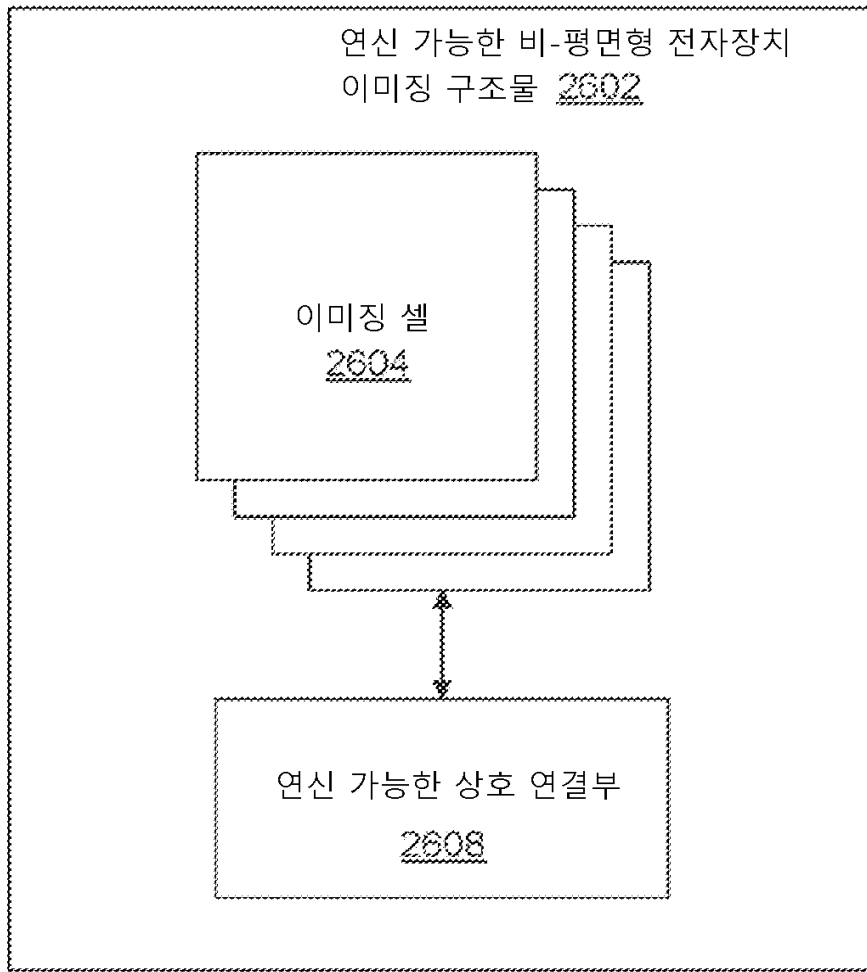 연신 가능한 비-평면형 전자장치
이미징 구조물 2602
이미징 셀
2604
연신 가능한 상호 연결부
2608